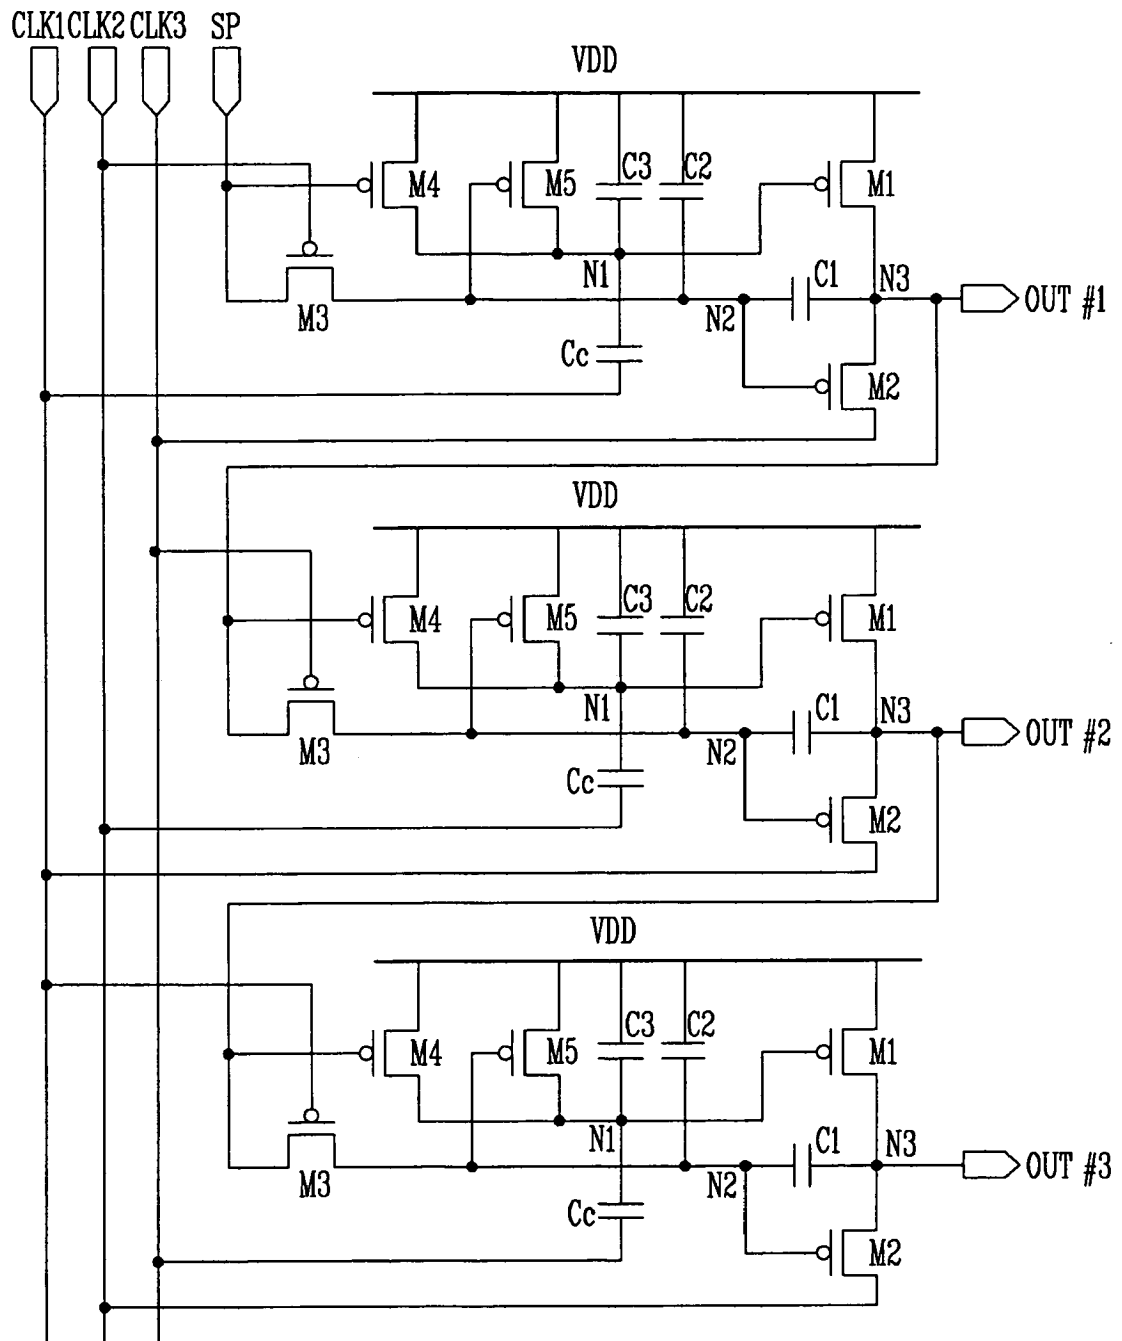 CLK1 CLK2 CLK3 SP
VDD
M4 M5 C3 C2 M1
N1 C1 N3
M3 N2 OUT #1
Cc M2
VDD
M4 M5 C3 C2 M1
N1 C1 N3
M3 N2 OUT #2
Cc M2
VDD
M4 M5 C3 C2 M1
N1 C1 N3
M3 N2 OUT #3
Cc M2